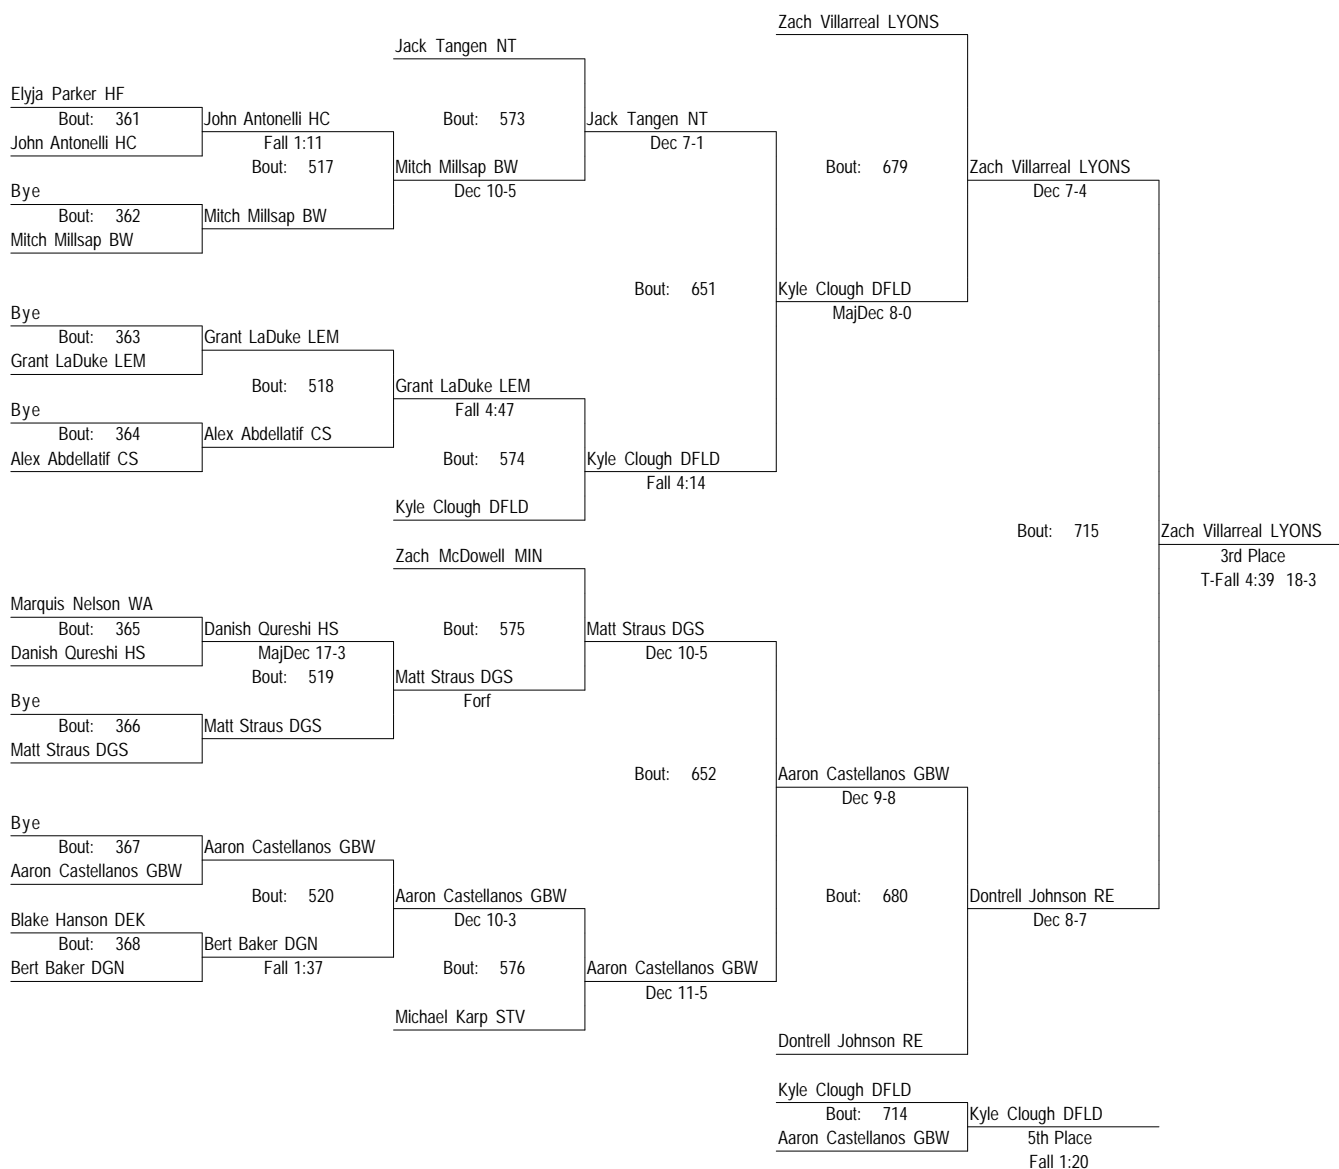 Zach Villarreal LYONS
Jack Tangen NT
Elyja Parker HF
Bout: 361
John Antonelli HC
John Antonelli HC
Fall 1:11
Bout: 517
Bye
Bout: 362
Mitch Millsap BW
Mitch Millsap BW
Bout: 573
Mitch Millsap BW
Dec 10-5
Jack Tangen NT
Dec 7-1
Bout: 679
Zach Villarreal LYONS
Dec 7-4
Bye
Bout: 363
Grant LaDuke LEM
Grant LaDuke LEM
Bout: 518
Bye
Bout: 364
Alex Abdellatif CS
Alex Abdellatif CS
Grant LaDuke LEM
Fall 4:47
Bout: 574
Kyle Clough DFLD
Kyle Clough DFLD
Fall 4:14
Bout: 651
Kyle Clough DFLD
MajDec 8-0
Bout: 715
Zach Villarreal LYONS
3rd Place
T-Fall 4:39 18-3
Zach McDowell MIN
Marquis Nelson WA
Bout: 365
Danish Qureshi HS
Danish Qureshi HS
MajDec 17-3
Bout: 519
Bye
Bout: 366
Matt Straus DGS
Matt Straus DGS
Bout: 575
Matt Straus DGS
Forf
Matt Straus DGS
Dec 10-5
Bout: 652
Aaron Castellanos GBW
Dec 9-8
Bye
Bout: 367
Aaron Castellanos GBW
Aaron Castellanos GBW
Bout: 520
Blake Hanson DEK
Bout: 368
Bert Baker DGN
Bert Baker DGN
Fall 1:37
Aaron Castellanos GBW
Dec 10-3
Bout: 576
Michael Karp STV
Aaron Castellanos GBW
Dec 11-5
Bout: 680
Dontrell Johnson RE
Dec 8-7
Dontrell Johnson RE
Kyle Clough DFLD
Bout: 714
Aaron Castellanos GBW
Kyle Clough DFLD
5th Place
Fall 1:20